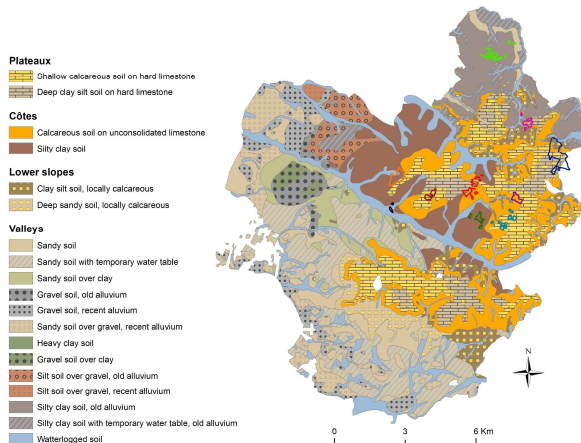 Plateaux
Shallow calcareous soil on hard limestone
Deep clay silt soil on hard limestone
Côtes
Calcareous soil on unconsolidated limestone
Silty clay soil
Lower slopes
Clay silt soil, locally calcareous
Deep sandy soil, locally calcareous
Valleys
Sandy soil
Sandy soil with temporary water table
Sandy soil over clay
Gravel soil, old alluvium
Gravel soil, recent alluvium
Sandy soil over gravel, recent alluvium
Heavy clay soil
Gravel soil over clay
Silt soil over gravel, old alluvium
Silt soil over gravel, recent alluvium
Silty clay soil, old alluvium
Silty clay soil with temporary water table, old alluvium
Watterlogged soil
N
0 3 6 Km